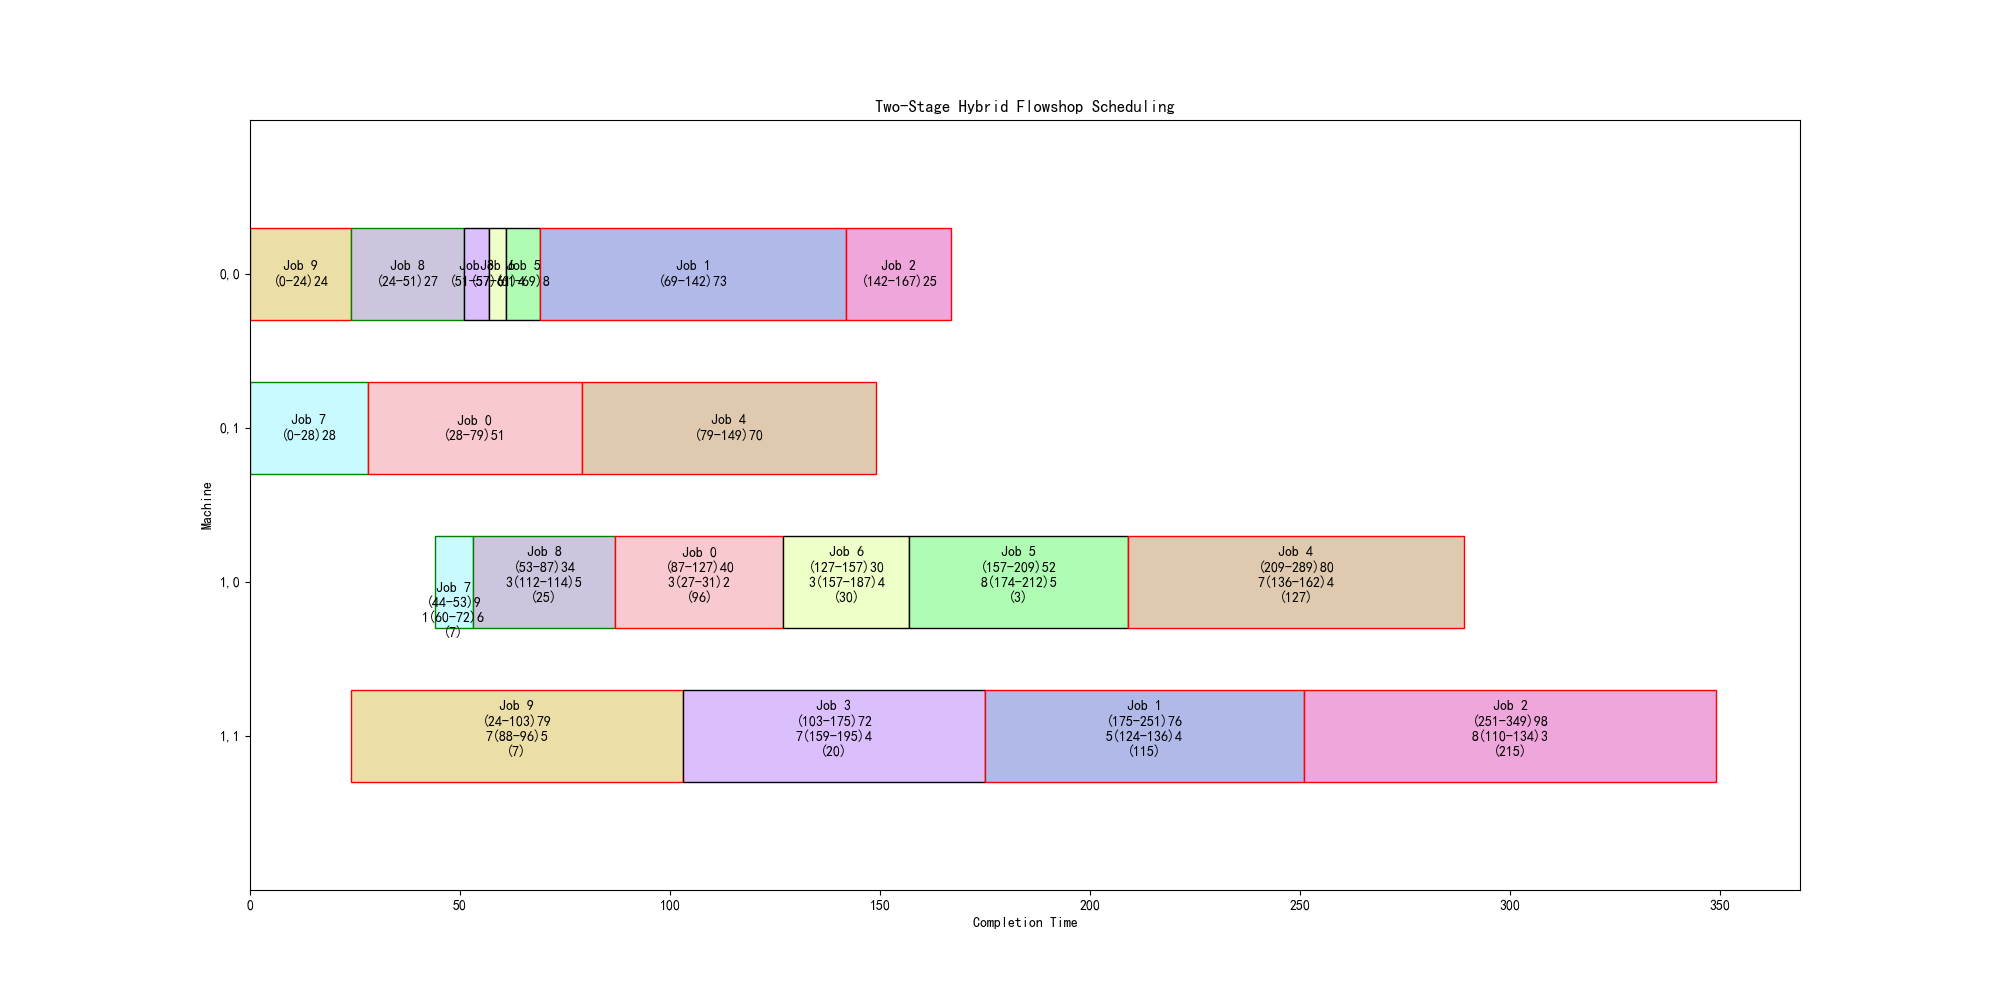 Two-Stage Hybrid Flowshop Scheduling
Machine
0,0
Job 9
(0-24)24
Job 8
(24-51)27
Job 5
Job 1
(69-142)73
Job 2
(142-167)25
0,1
Job 7
(0-28)28
Job 0
(28-79)51
Job 4
(79-149)70
1,0
Job 7
(44-53)9
1(60-72)6
(7)
Job 8
(53-87)34
3(112-114)5
(25)
Job 0
(87-127)40
3(27-31)2
(96)
Job 6
(127-157)30
3(157-187)4
(30)
Job 5
(157-209)52
8(174-212)5
(3)
Job 4
(209-289)80
7(136-162)4
(127)
1,1
Job 9
(24-103)79
7(88-96)5
(7)
Job 3
(103-175)72
7(159-195)4
(20)
Job 1
(175-251)76
5(124-136)4
(115)
Job 2
(251-349)98
8(110-134)3
(215)
0
50
100
150
200
250
300
350
Completion Time